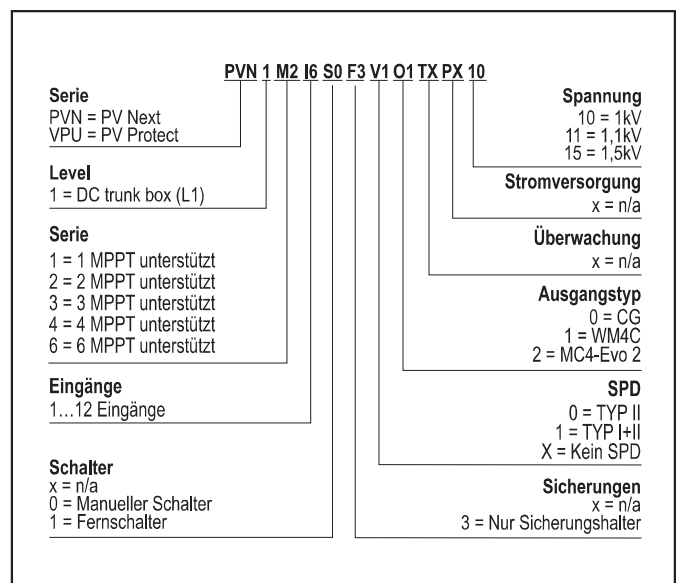 PVN 1 M2 I6 S0 F3 V1 O1 TX PX 10
Serie
PVN = PV Next
VPU = PV Protect
Level
1 = DC trunk box (L1)
Serie
1 = 1 MPPT unterstützt
2 = 2 MPPT unterstützt
3 = 3 MPPT unterstützt
4 = 4 MPPT unterstützt
6 = 6 MPPT unterstützt
Eingänge
1...12 Eingänge
Schalter
x = n/a
0 = Manueller Schalter
1 = Fernschalter
Spannung
10 = 1kV
11 = 1,1kV
15 = 1,5kV
Stromversorgung
x = n/a
Überwachung
x = n/a
Ausgangstyp
0 = CG
1 = WM4C
2 = MC4-Evo 2
SPD
0 = TYP II
1 = TYP I+II
X = Kein SPD
Sicherungen
x = n/a
3 = Nur Sicherungshalter